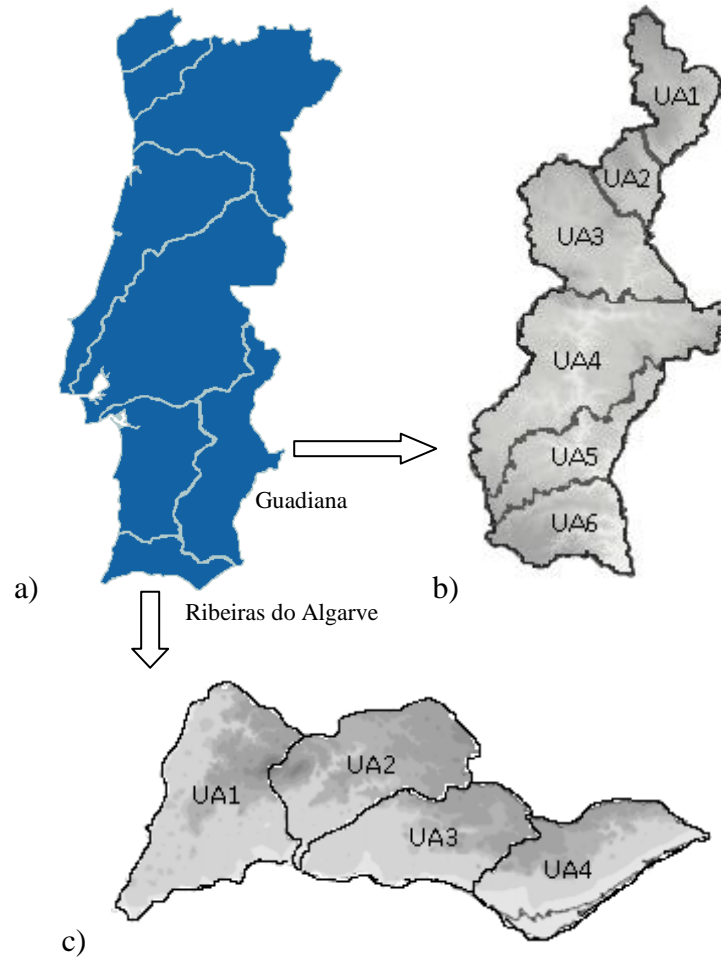 UA1
UA2
UA3
UA4
UA5
UA6
Guadiana
a)
b)
Ribeiras do Algarve
UA1
UA2
UA3
UA4
c)